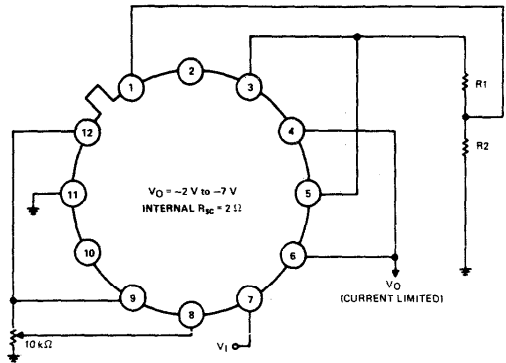 1
2
3
R1
12
4
R2
11
5
VO = −2 V to −7 V
INTERNAL Rsc = 2 Ω
10
6
9
8
7
VO
(CURRENT LIMITED)
10 kΩ
VI